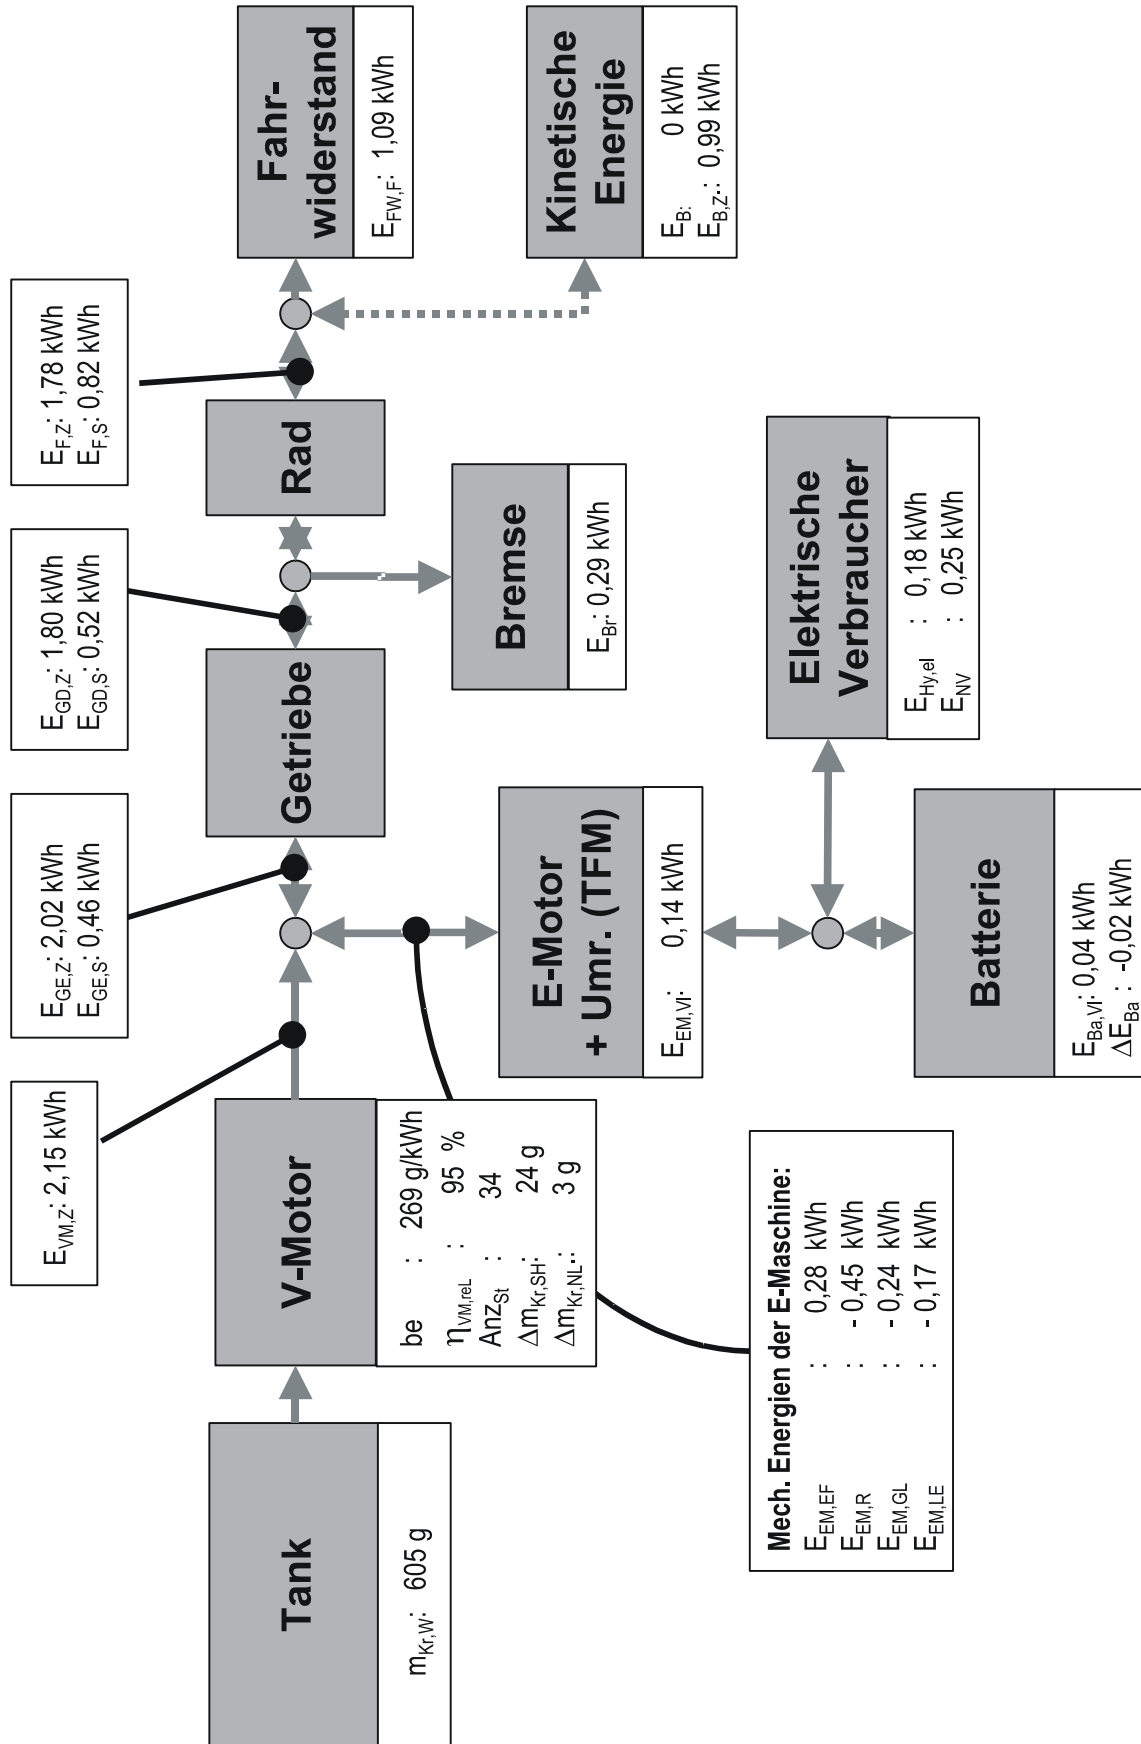 E_VM,Z: 2,15 kWh
E_GE,Z: 2,02 kWh
E_GE,S: 0,46 kWh
E_GD,Z: 1,80 kWh
E_GD,S: 0,52 kWh
E_F,Z: 1,78 kWh
E_F,S: 0,82 kWh
Tank
m_Kr,W: 605 g
V-Motor
be : 269 g/kWh
η_VM,reL : 95 %
Anz_St : 34
Δm_Kr,SH: 24 g
Δm_Kr,NL.: 3 g
Getriebe
Rad
Fahr-
widerstand
E_FW,F: 1,09 kWh
E-Motor
+ Umr. (TFM)
E_EM,Vl: 0,14 kWh
Bremse
E_Br: 0,29 kWh
Kinetische
Energie
E_B: 0 kWh
E_B,Z.: 0,99 kWh
Mech. Energien der E-Maschine:
E_EM,EF : 0,28 kWh
E_EM,R : - 0,45 kWh
E_EM,GL : - 0,24 kWh
E_EM,LE : - 0,17 kWh
Batterie
E_Ba,Vl: 0,04 kWh
ΔE_Ba : -0,02 kWh
Elektrische
Verbraucher
E_Hy,el : 0,18 kWh
E_NV : 0,25 kWh